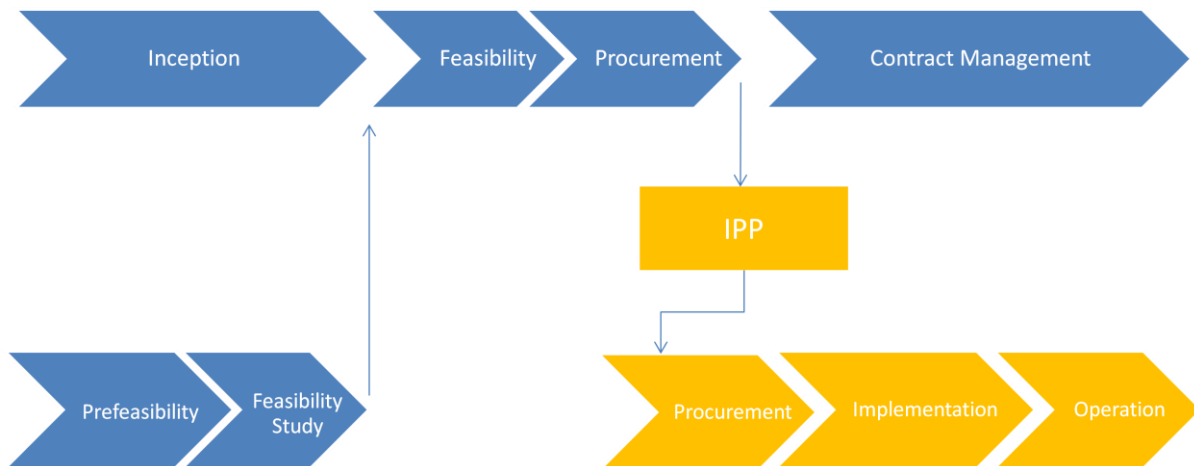 Inception
Feasibility
Procurement
Contract Management
IPP
Prefeasibility
Feasibility
Study
Procurement
Implementation
Operation